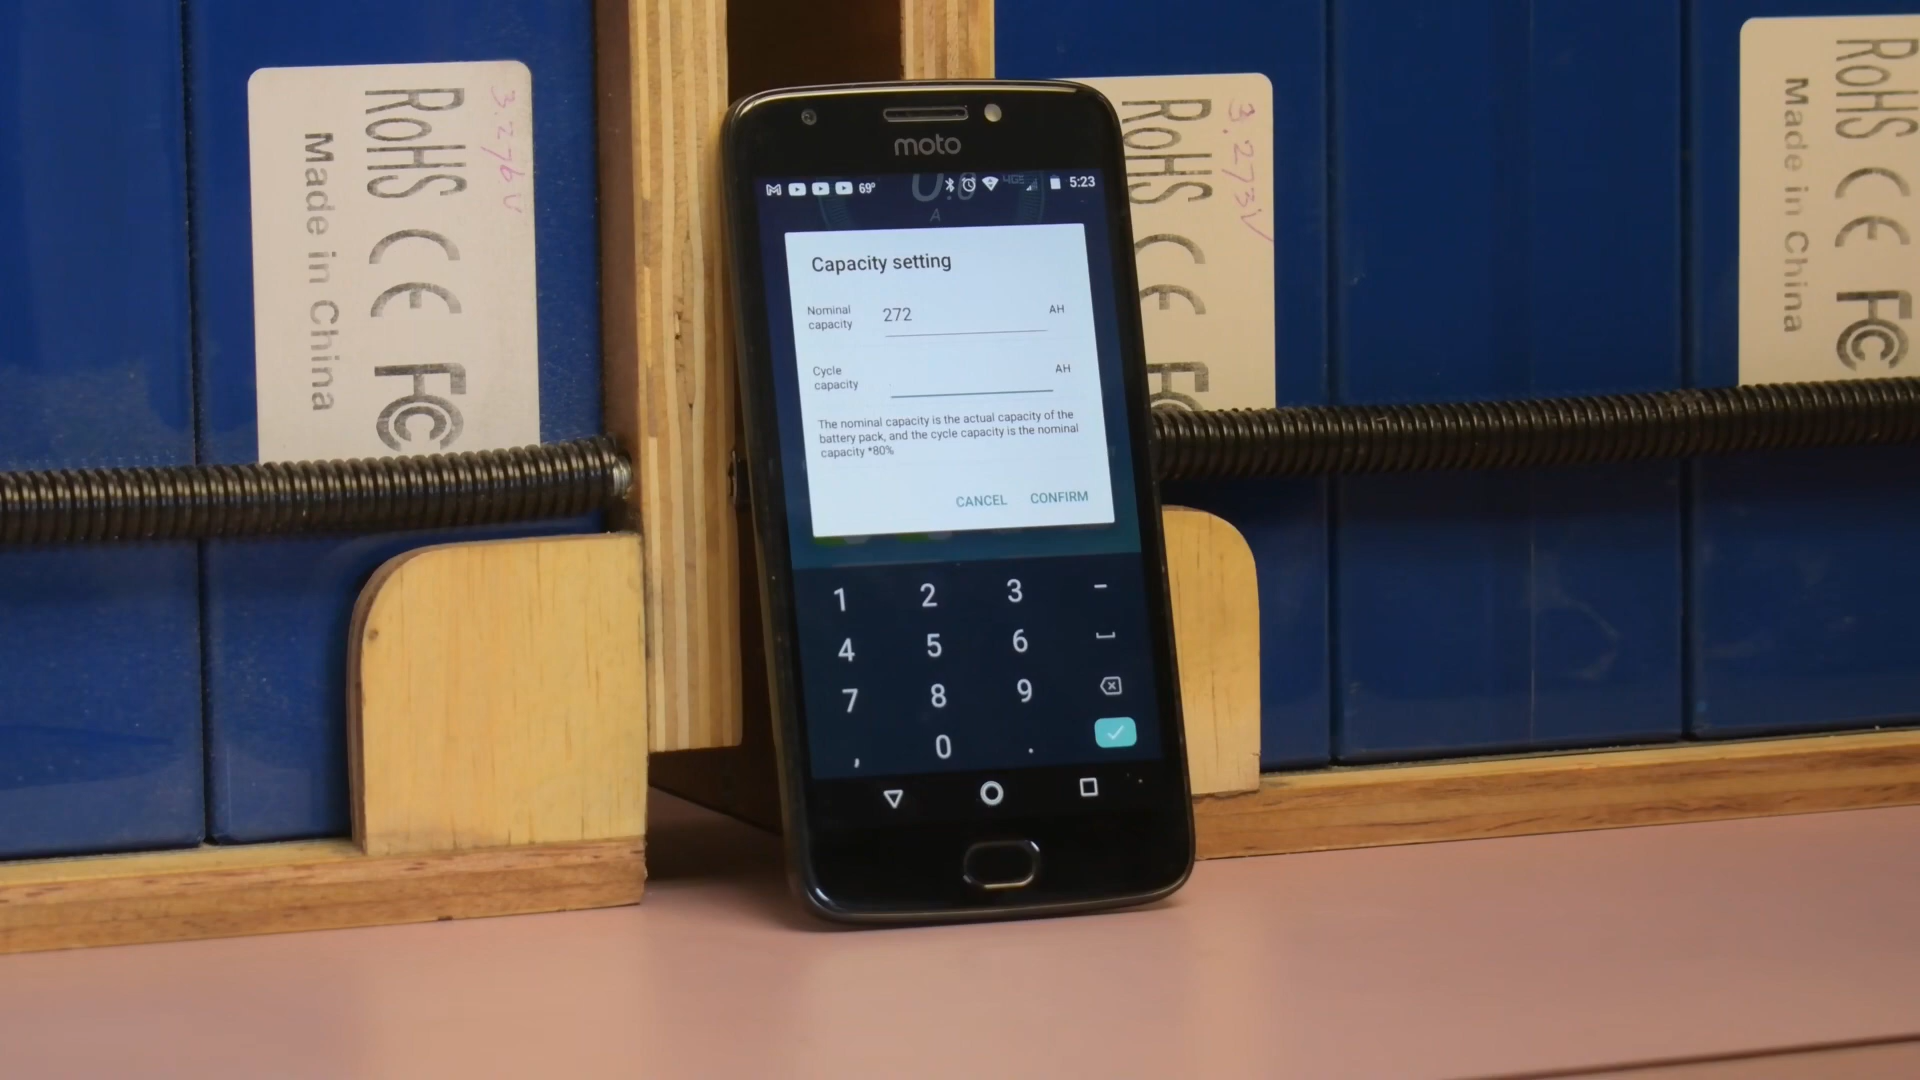 3.276V
RoHS
Made in China
CE
FC
moto
69°
0.0
A
4GE
5:23
Capacity setting
Nominal
capacity
272
AH
Cycle
capacity
AH
The nominal capacity is the actual capacity of the
battery pack, and the cycle capacity is the nominal
capacity *80%
CANCEL
CONFIRM
1 2 3 –
4 5 6
7 8 9
, 0 .
3.273V
RoHS
CE
FC
RoHS
Made in China
CE
FC